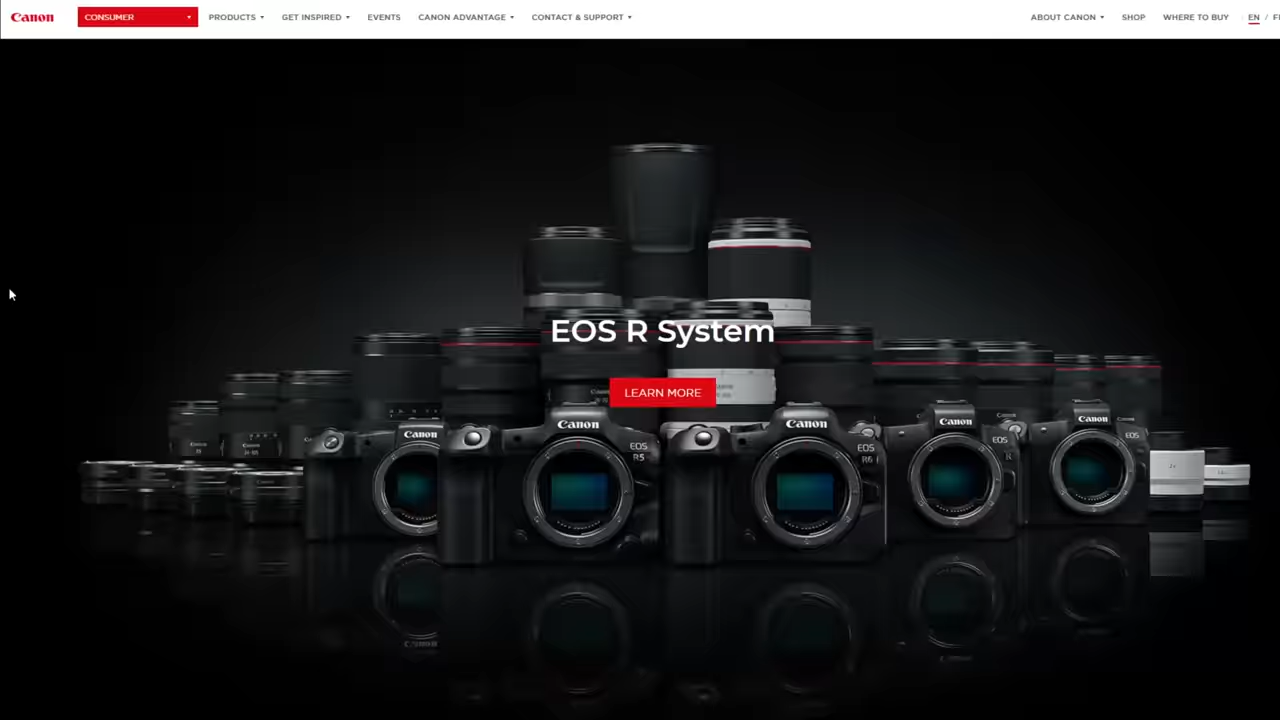 Canon CONSUMER PRODUCTS GET INSPIRED EVENTS CANON ADVANTAGE CONTACT & SUPPORT ABOUT CANON SHOP WHERE TO BUY EN /
EOS R System
LEARN MORE
Canon
Canon
Canon
Canon
Canon
EOS
R5
EOS
R6
EOS
R
EOS